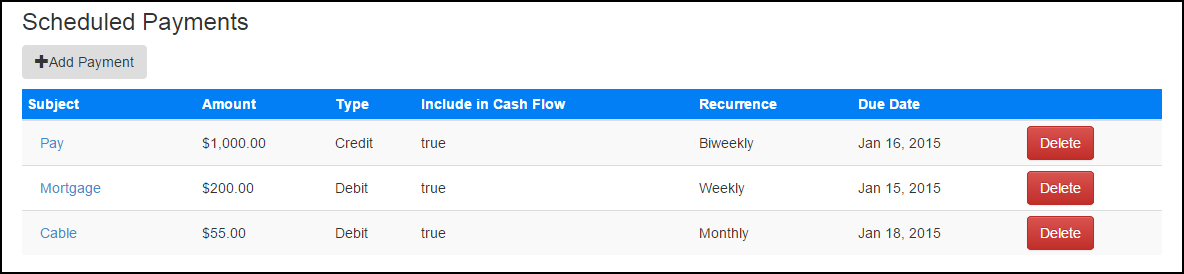 Scheduled Payments
Add Payment
Subject Amount Type Include in Cash Flow Recurrence Due Date
Pay $1,000.00 Credit true Biweekly Jan 16, 2015 Delete
Mortgage $200.00 Debit true Weekly Jan 15, 2015 Delete
Cable $55.00 Debit true Monthly Jan 18, 2015 Delete